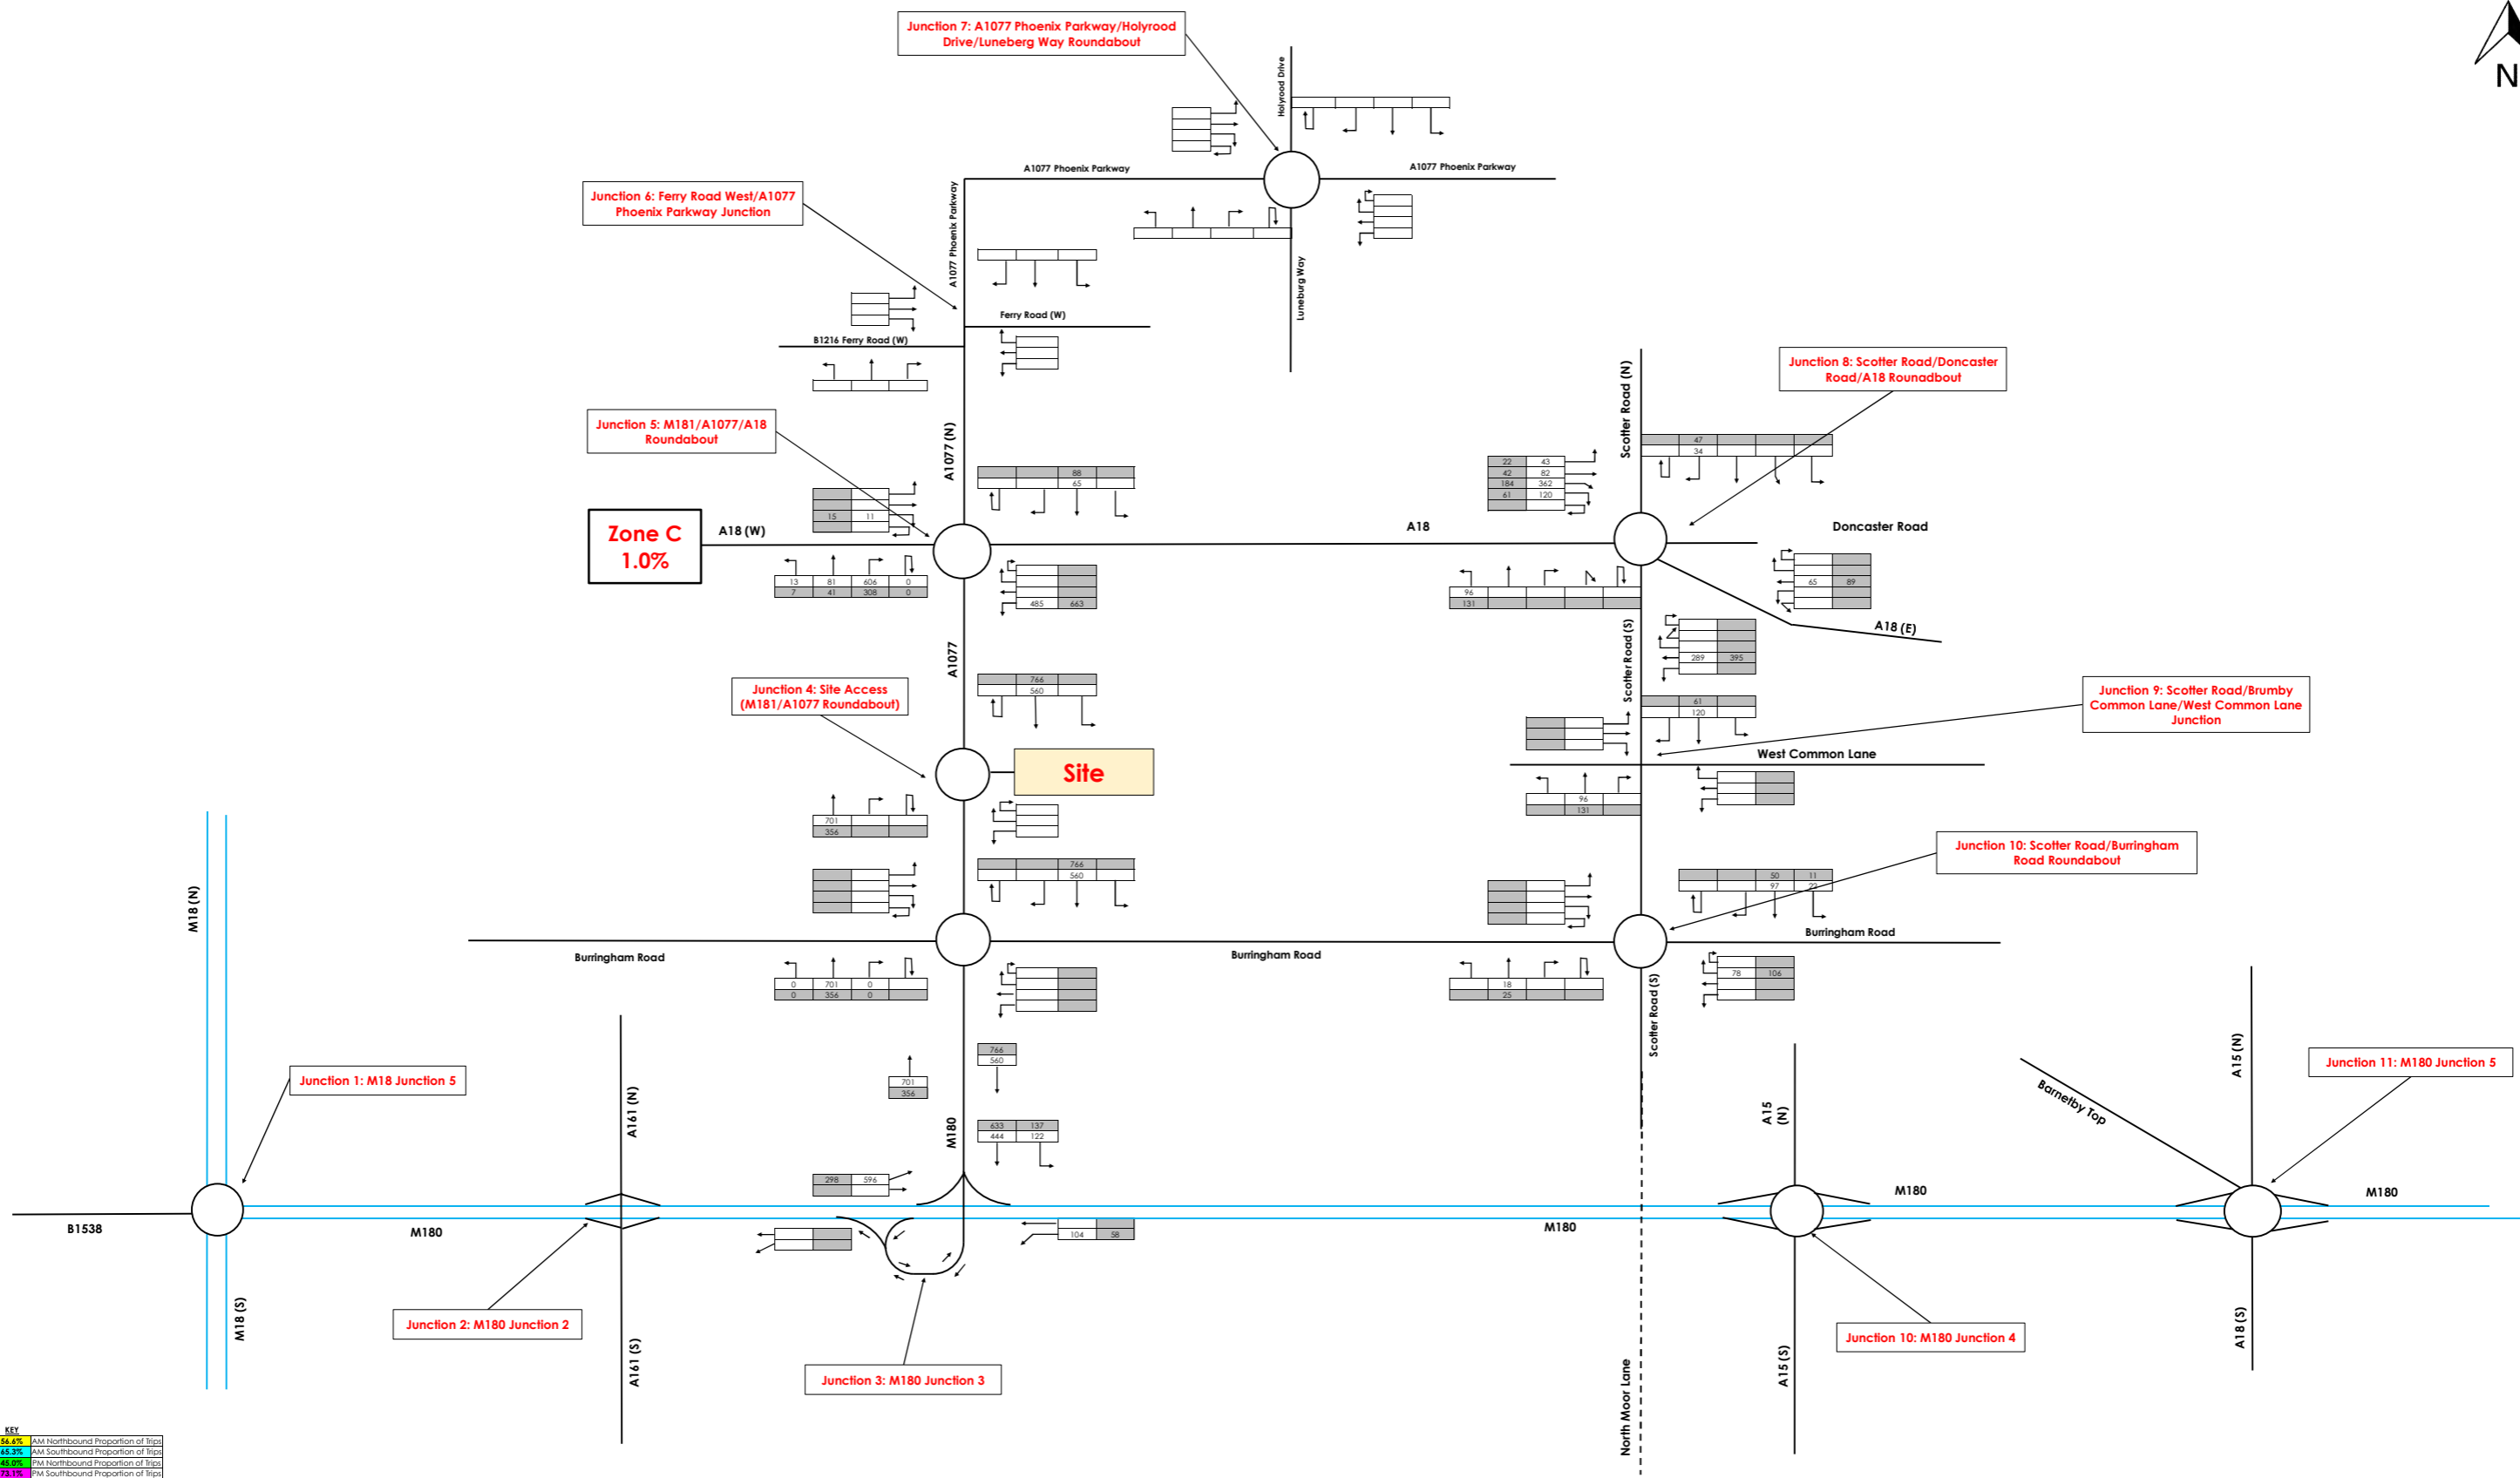 Junction 7: A1077 Phoenix Parkway/Holyrood
Drive/Luneberg Way Roundabout
N
Holyrood Drive
A1077 Phoenix Parkway
A1077 Phoenix Parkway
Junction 6: Ferry Road West/A1077
Phoenix Parkway Junction
A1077 Phoenix Parkway
Luneburg Way
Ferry Road (W)
B1216 Ferry Road (W)
Junction 8: Scotter Road/Doncaster
Road/A18 Rounadbout
Scotter Road (N)
Junction 5: M181/A1077/A18
Roundabout
A1077 (N)
47
34
88
65
22 43
42 82
184 362
61 120
15 11
Zone C
1.0%
A18 (W)
A18
Doncaster Road
13 81 606 0
7 41 308 0
485 663
96
131
65 89
A18 (E)
Scotter Road (S)
289 395
A1077
766
560
Junction 4: Site Access
(M181/A1077 Roundabout)
61
120
Junction 9: Scotter Road/Brumby
Common Lane/West Common Lane
Junction
West Common Lane
Site
96
131
701
356
766
560
Junction 10: Scotter Road/Burringham
Road Roundabout
50 11
97 22
M18 (N)
Burringham Road
Burringham Road
Burringham Road
0 701 0
0 356 0
18
25
78 106
Scotter Road (S)
766
560
701
356
Junction 1: M18 Junction 5
A161 (N)
M180
633 137
444 122
A15
(N)
Barnetby Top
A15 (N)
Junction 11: M180 Junction 5
298 596
M180
M180
B1538
M180
M180
104 58
M18 (S)
Junction 2: M180 Junction 2
A161 (S)
Junction 3: M180 Junction 3
North Moor Lane
A15 (S)
Junction 10: M180 Junction 4
A18 (S)
KEY
56.6% AM Northbound Proportion of Trips
65.3% AM Southbound Proportion of Trips
45.0% PM Northbound Proportion of Trips
73.1% PM Southbound Proportion of Trips